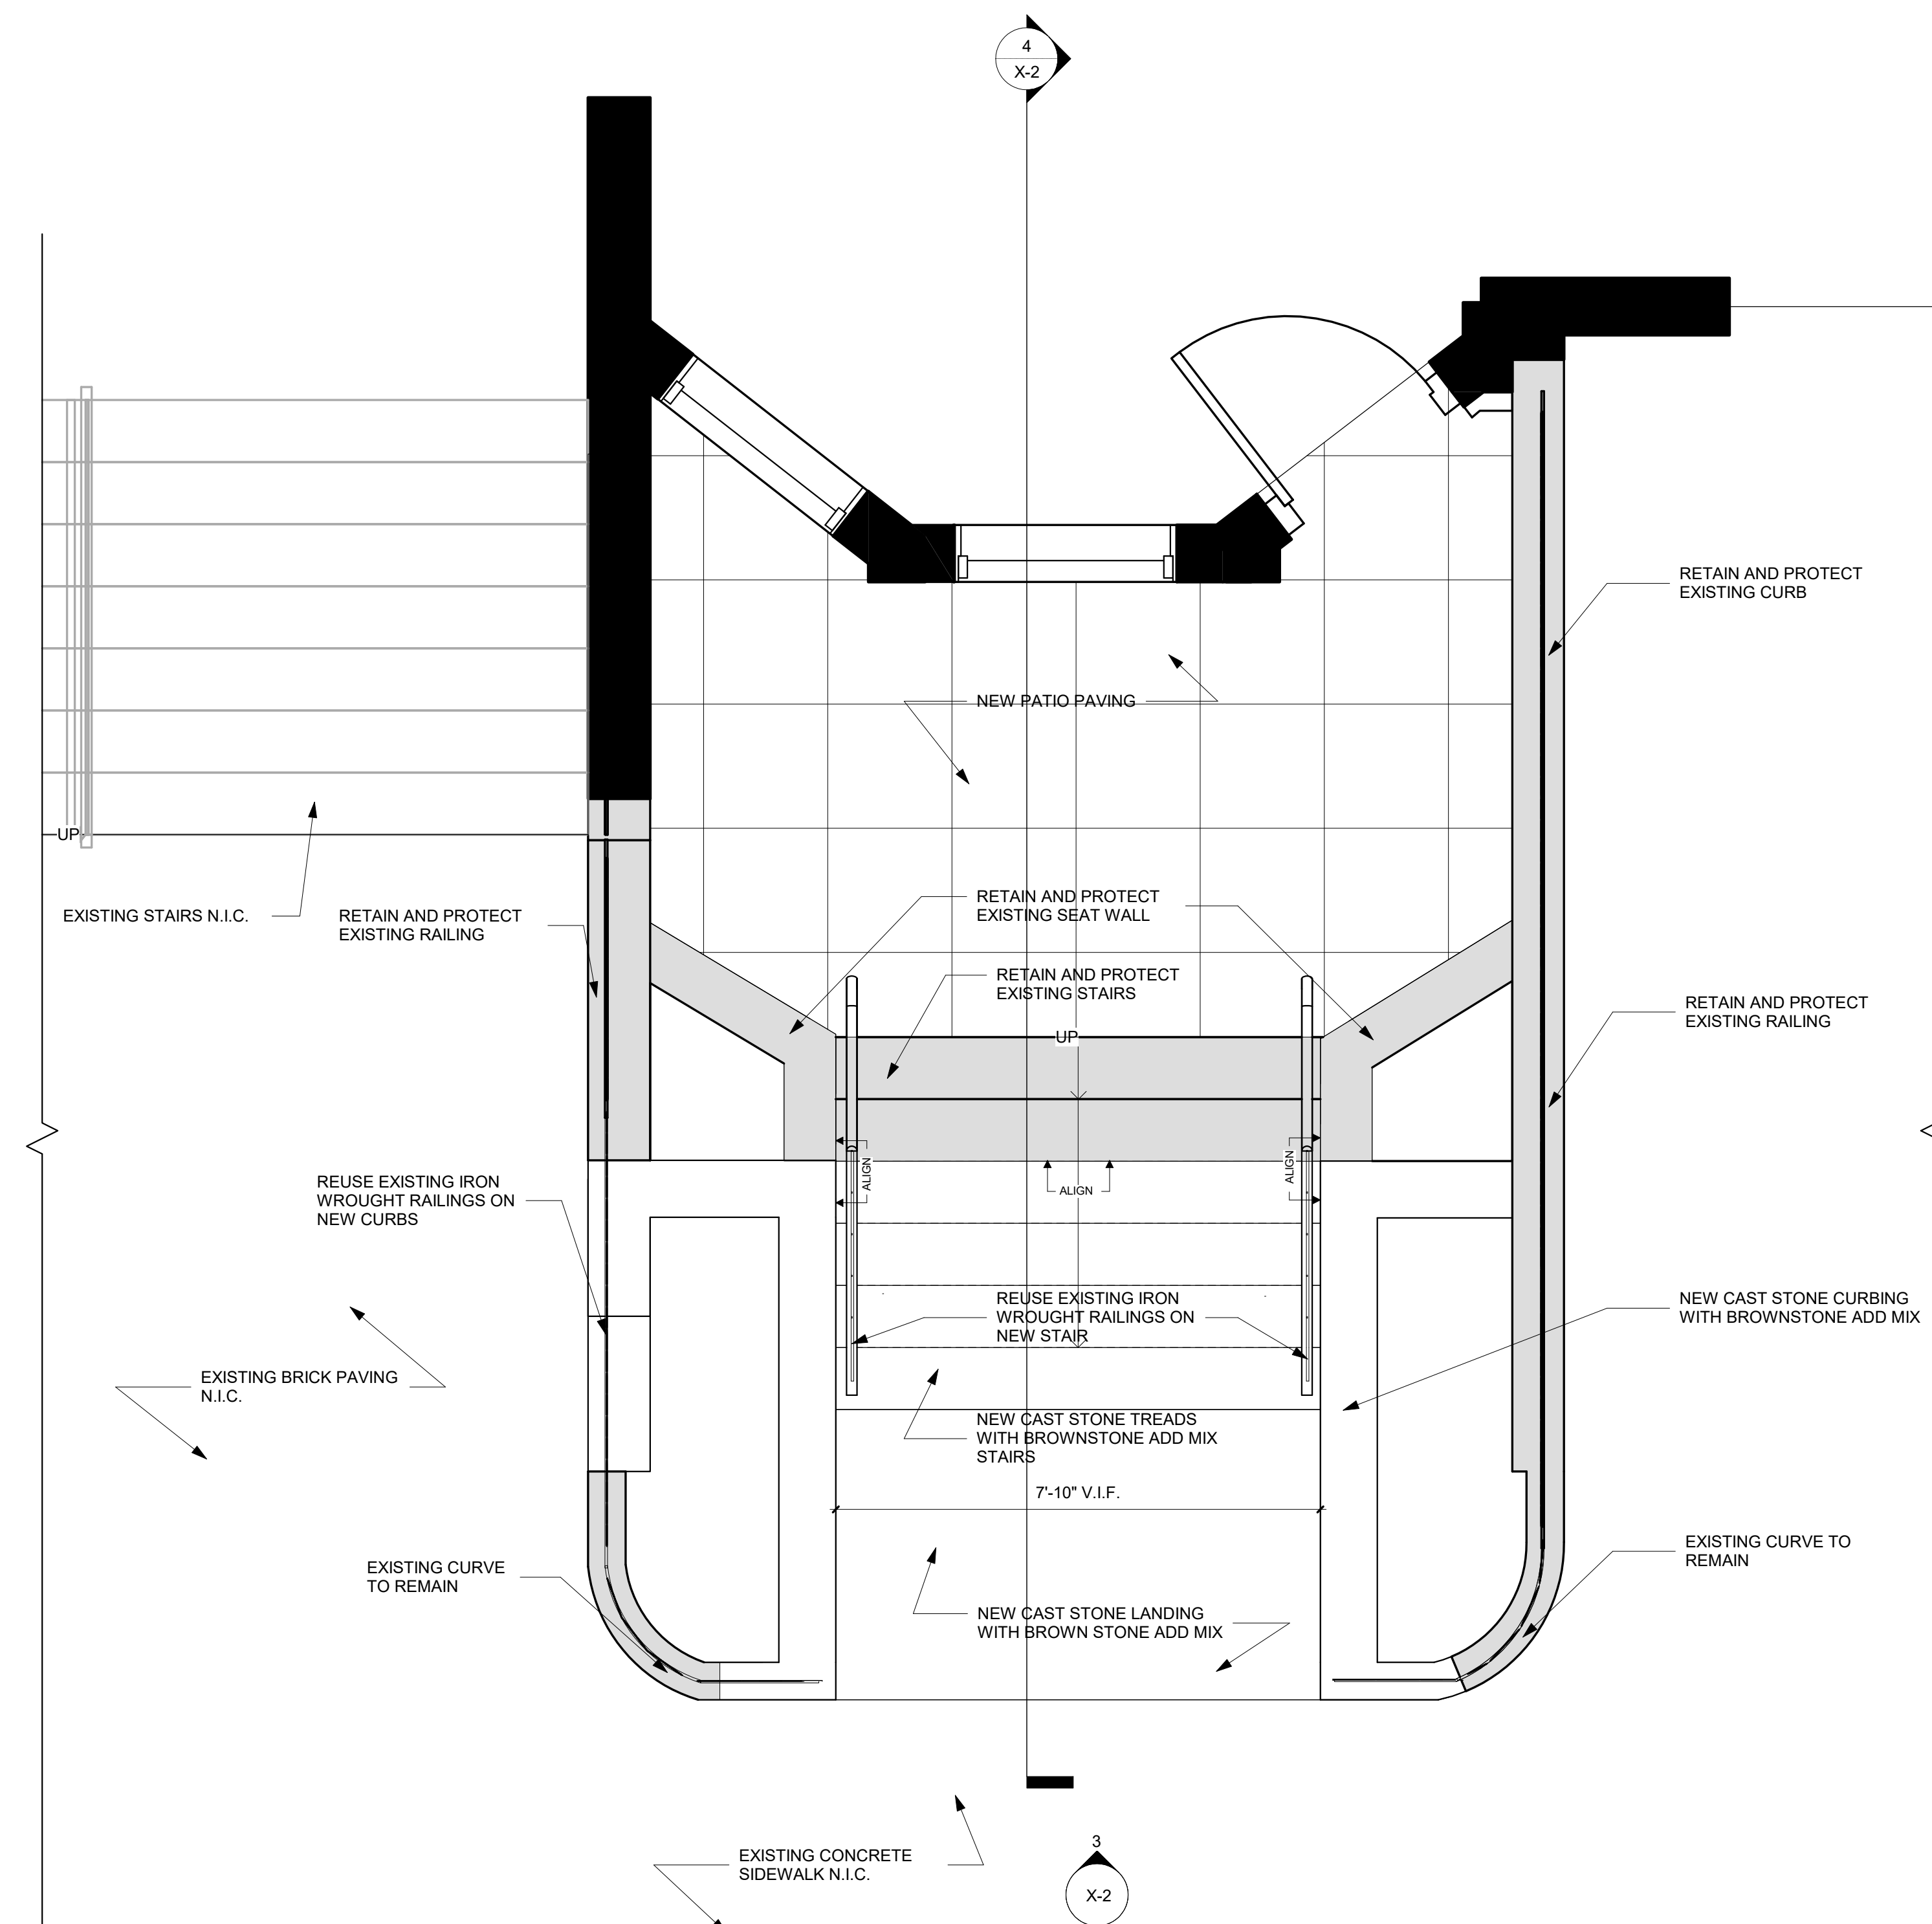 4
X-2
RETAIN AND PROTECT
EXISTING CURB
NEW PATIO PAVING
UP
EXISTING STAIRS N.I.C.
RETAIN AND PROTECT
EXISTING RAILING
RETAIN AND PROTECT
EXISTING SEAT WALL
RETAIN AND PROTECT
EXISTING STAIRS
RETAIN AND PROTECT
EXISTING RAILING
UP
ALIGN
ALIGN
ALIGN
REUSE EXISTING IRON
WROUGHT RAILINGS ON
NEW CURBS
REUSE EXISTING IRON
WROUGHT RAILINGS ON
NEW STAIR
NEW CAST STONE CURBING
WITH BROWNSTONE ADD MIX
EXISTING BRICK PAVING
N.I.C.
NEW CAST STONE TREADS
WITH BROWNSTONE ADD MIX
STAIRS
7'-10" V.I.F.
EXISTING CURVE
TO REMAIN
EXISTING CURVE TO
REMAIN
NEW CAST STONE LANDING
WITH BROWN STONE ADD MIX
EXISTING CONCRETE
SIDEWALK N.I.C.
3
X-2